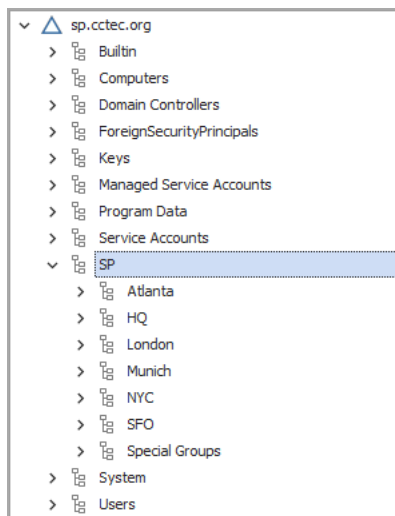 sp.cctec.org
Builtin
Computers
Domain Controllers
ForeignSecurityPrincipals
Keys
Managed Service Accounts
Program Data
Service Accounts
SP
Atlanta
HQ
London
Munich
NYC
SFO
Special Groups
System
Users